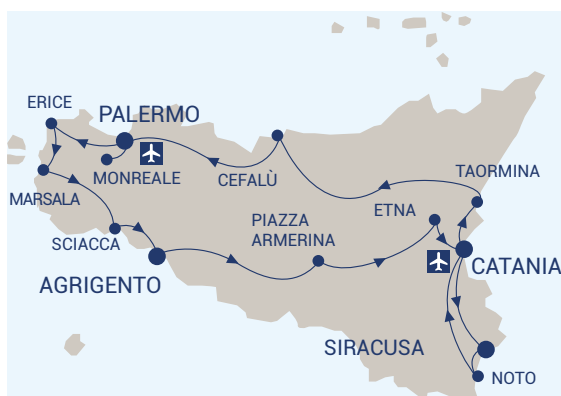 ERICE
PALERMO
TAORMINA
MONREALE
CEFALÙ
MARSALA
ETNA
PIAZZA
ARMERINA
SCIACCA
CATANIA
AGRIGENTO
SIRACUSA
NOTO